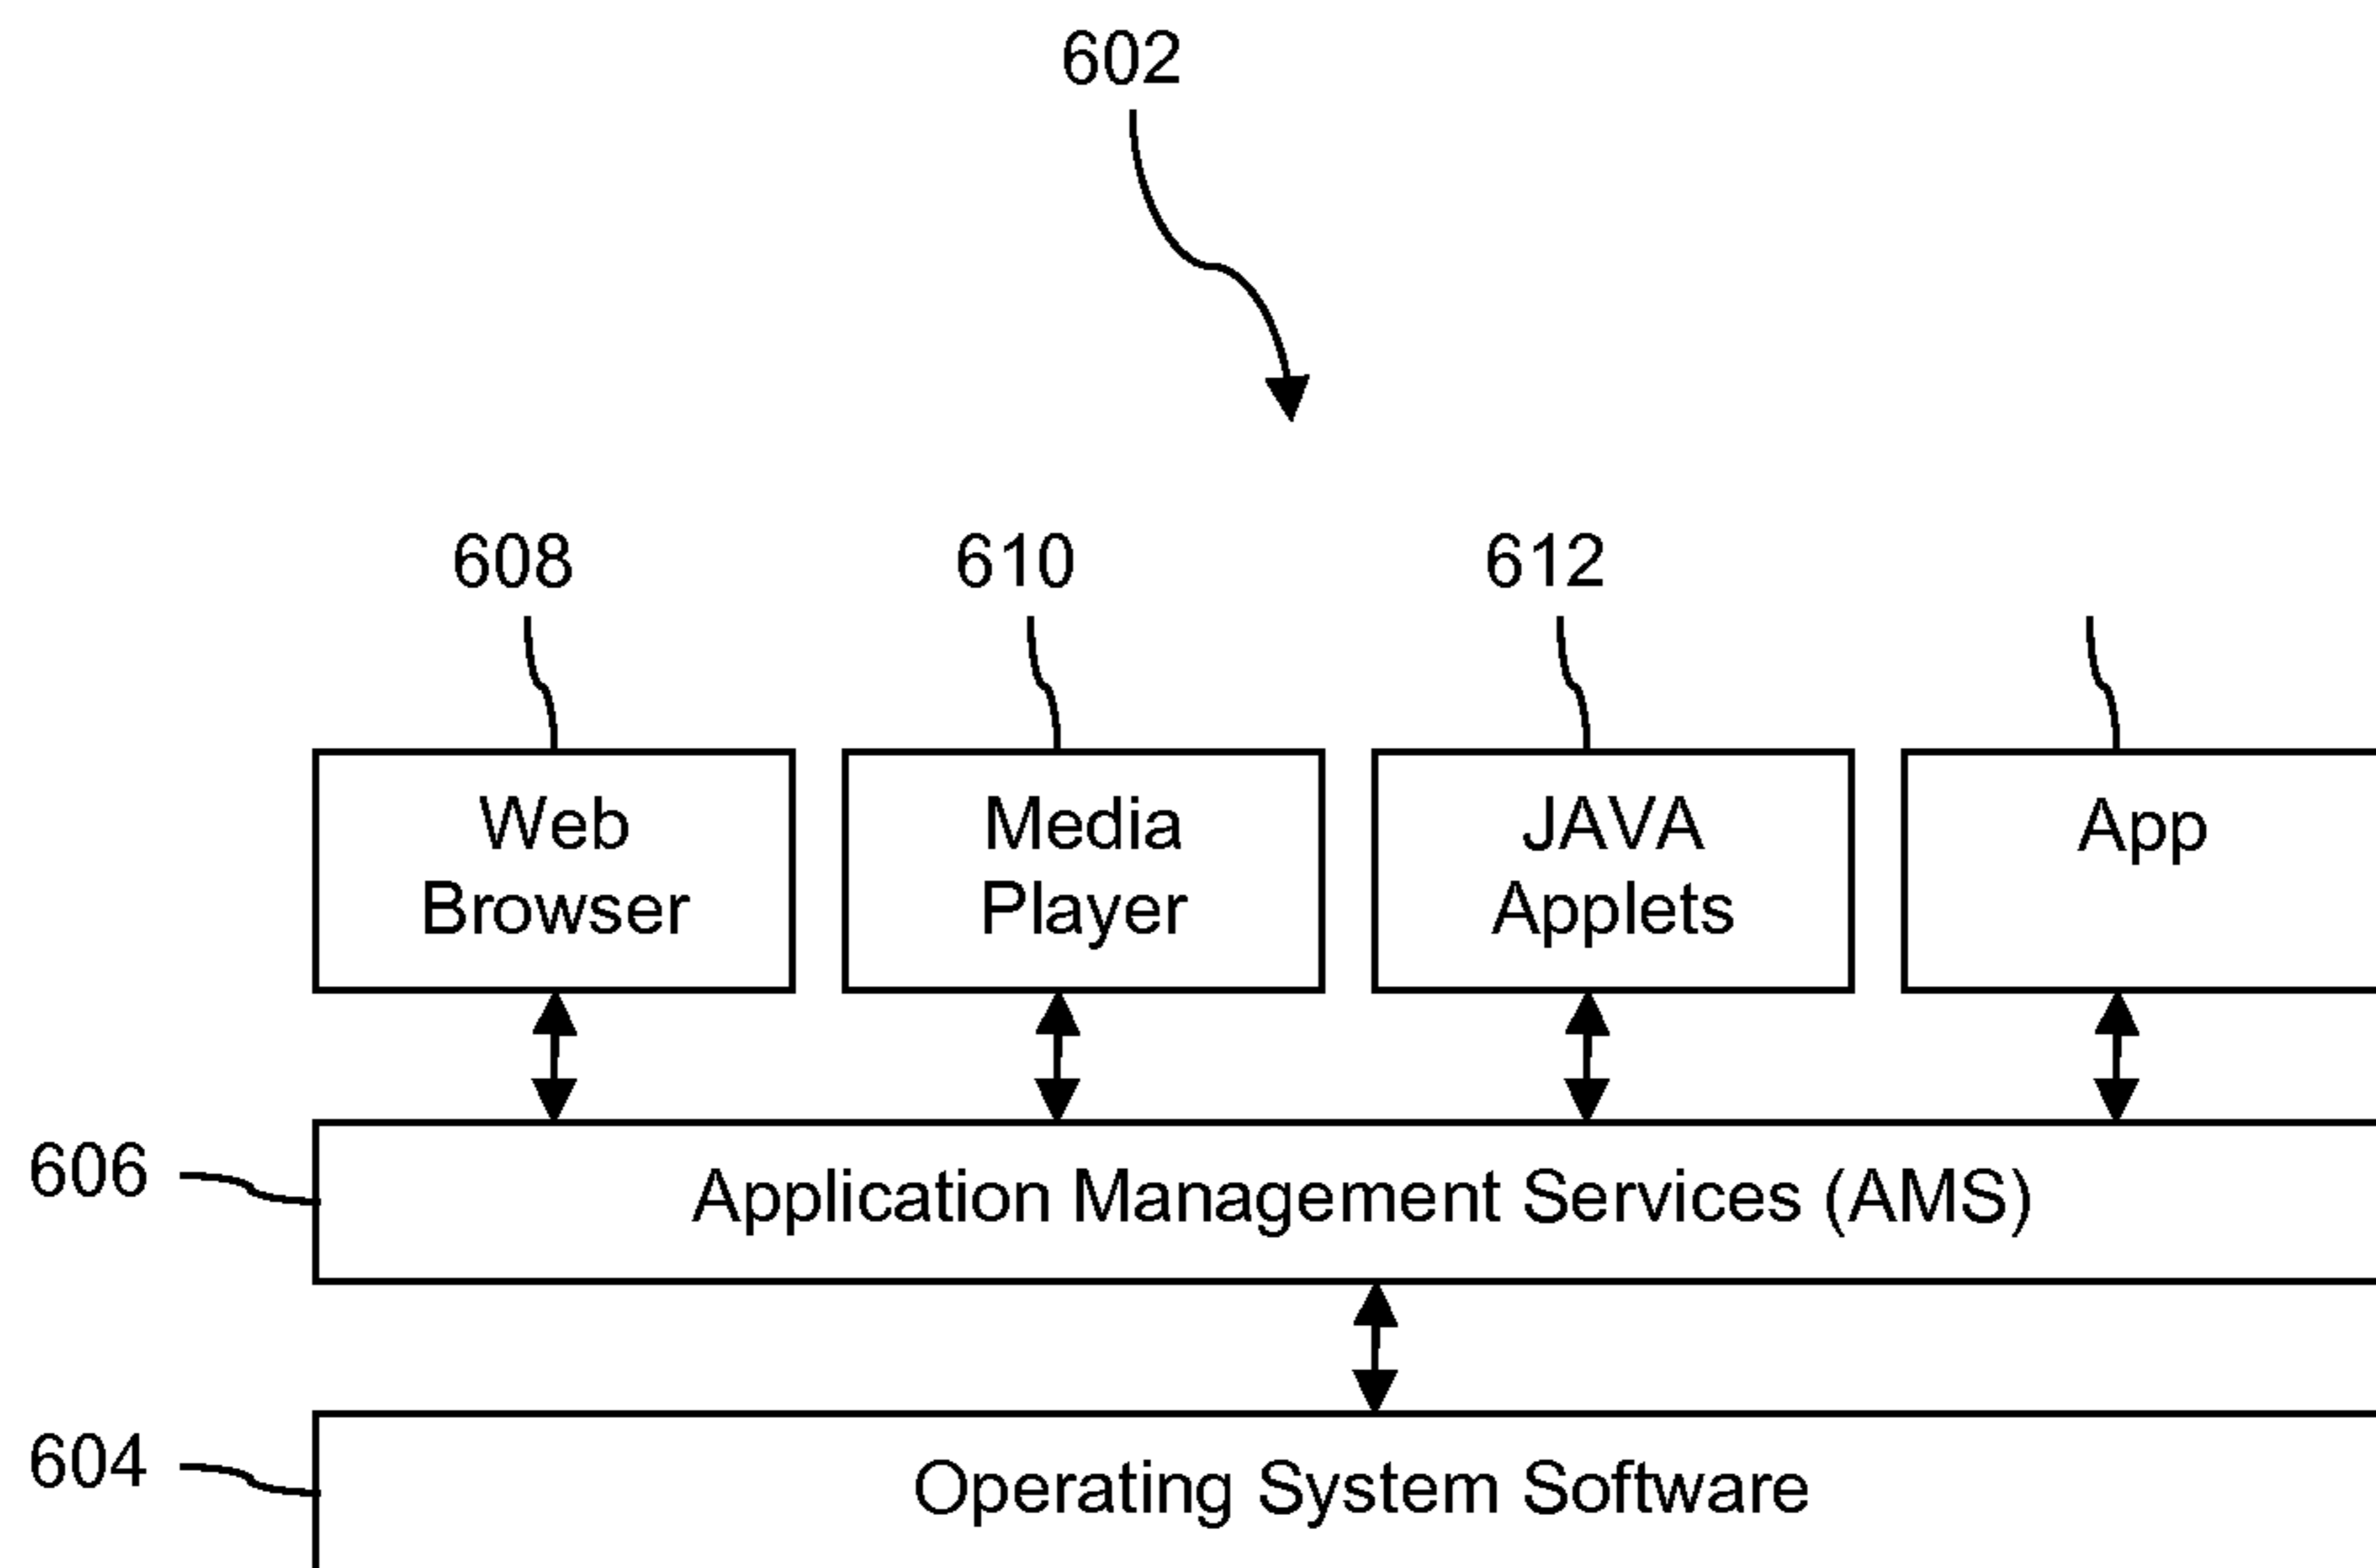 602
608
610
612
Web
Browser
Media
Player
JAVA
Applets
App
606
Application Management Services (AMS)
604
Operating System Software